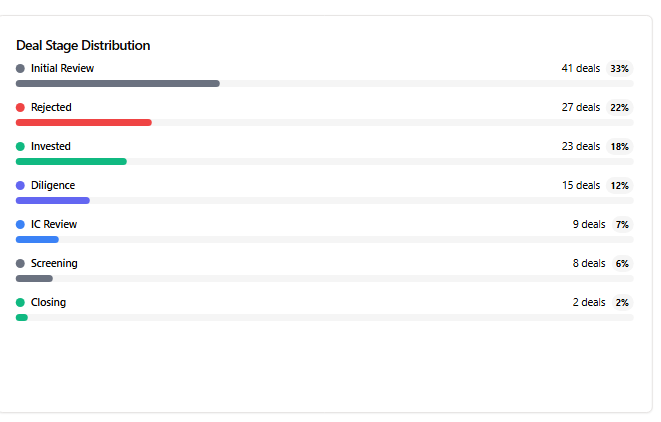 Deal Stage Distribution
Initial Review 41 deals 33%
Rejected 27 deals 22%
Invested 23 deals 18%
Diligence 15 deals 12%
IC Review 9 deals 7%
Screening 8 deals 6%
Closing 2 deals 2%